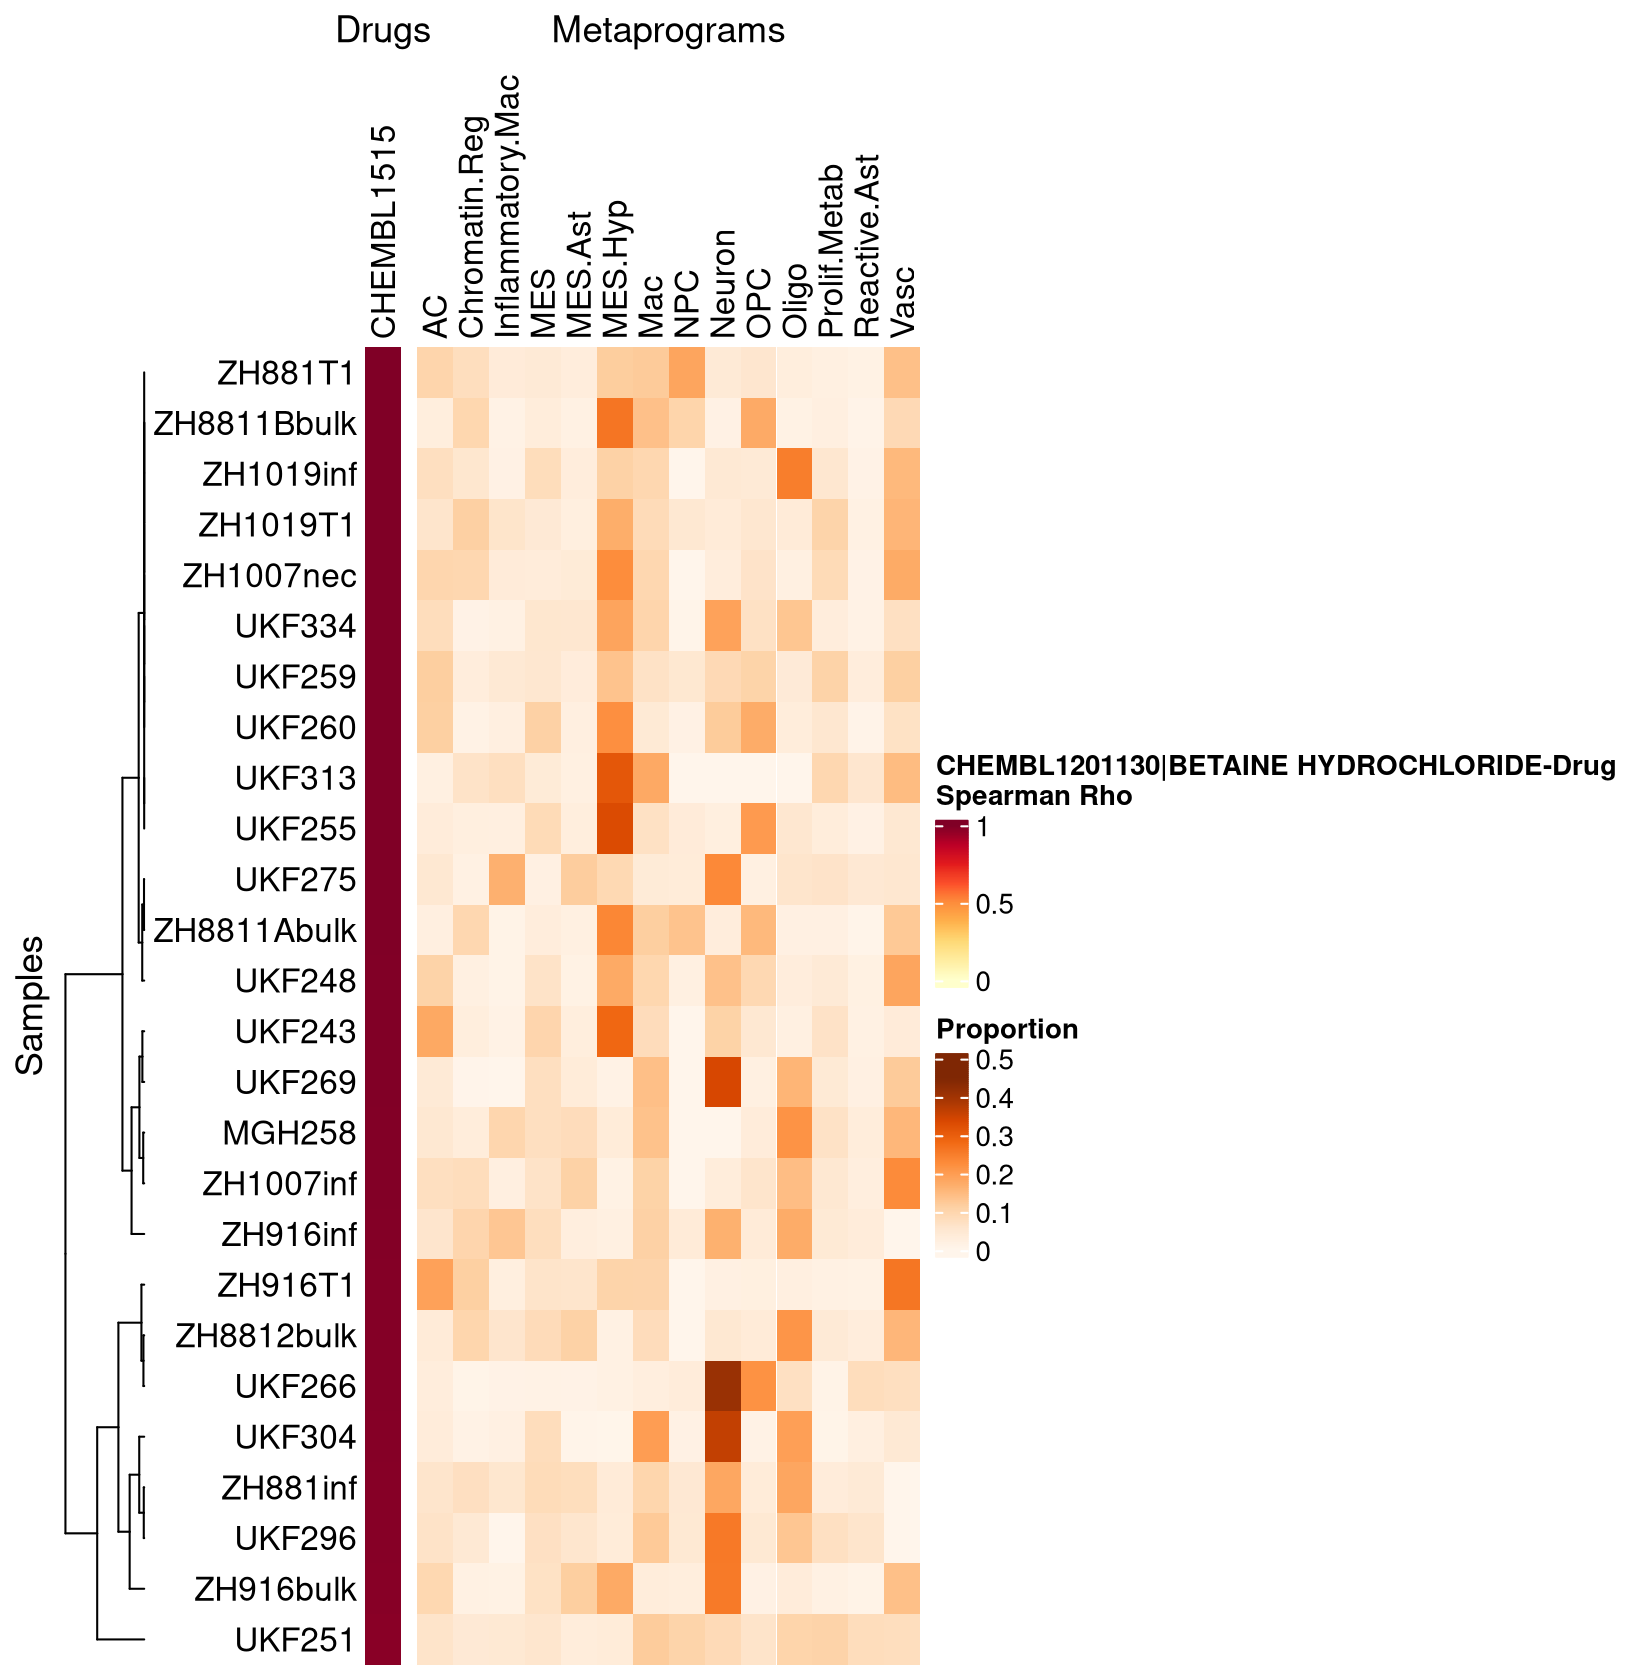 Drugs
Metaprograms
CHEMBL1515
AC
Chromatin.Reg
Inflammatory.Mac
MES
MES.Ast
MES.Hyp
Mac
NPC
Neuron
OPC
Oligo
Prolif.Metab
Reactive.Ast
Vasc
Samples
ZH881T1
ZH8811Bbulk
ZH1019inf
ZH1019T1
ZH1007nec
UKF334
UKF259
UKF260
UKF313
UKF255
UKF275
ZH8811Abulk
UKF248
UKF243
UKF269
MGH258
ZH1007inf
ZH916inf
ZH916T1
ZH8812bulk
UKF266
UKF304
ZH881inf
UKF296
ZH916bulk
UKF251
CHEMBL1201130|BETAINE HYDROCHLORIDE-Drug
Spearman Rho
1
0.5
0
Proportion
0.5
0.4
0.3
0.2
0.1
0